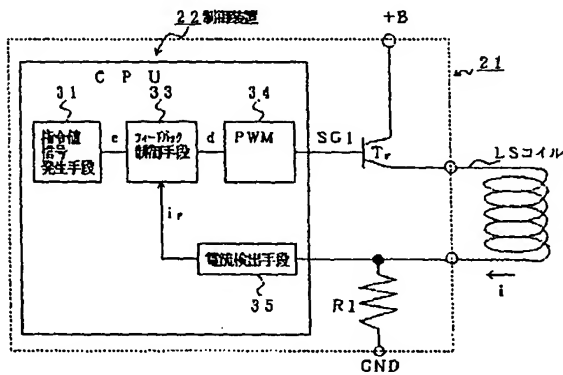 22 制御装置
+B
CPU
21
31
33
34
指令値
信号
発生手段
e
フィードバック
制御手段
d
PWM
SG1
Tr
LSコイル
ir
電流検出手段
35
R1
i
GND